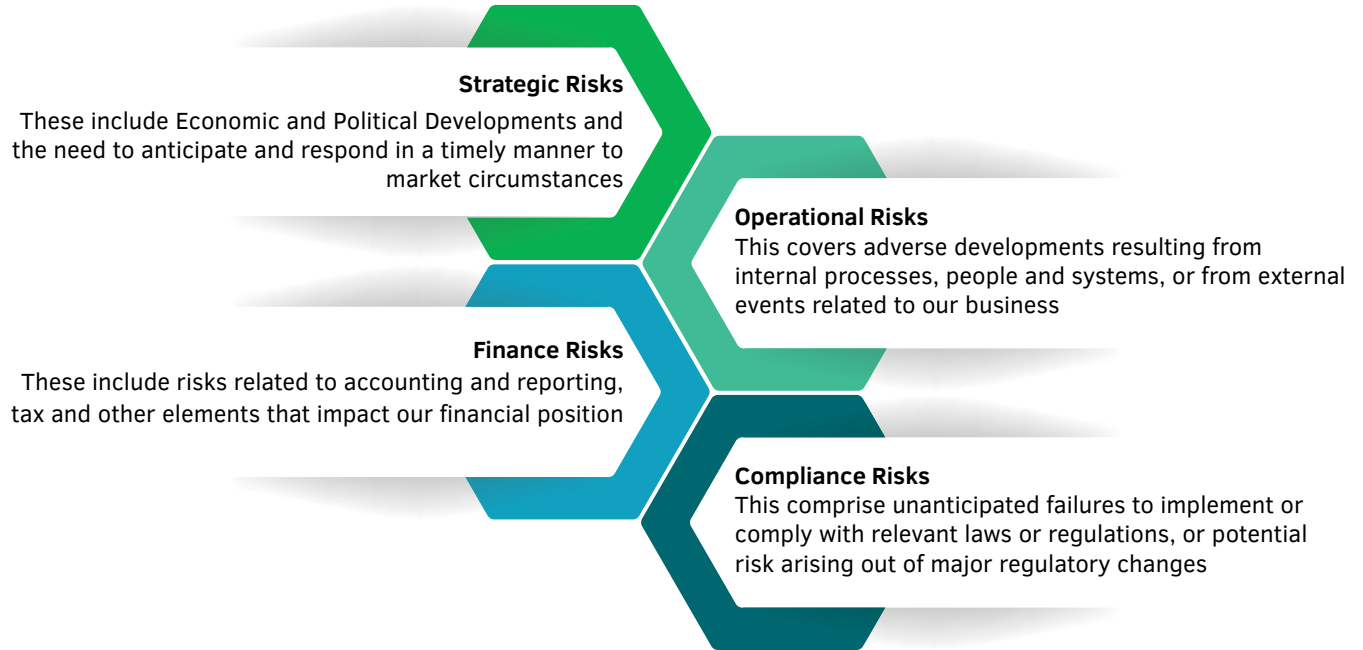 Strategic Risks
These include Economic and Political Developments and
the need to anticipate and respond in a timely manner to
market circumstances
Operational Risks
This covers adverse developments resulting from
internal processes, people and systems, or from external
events related to our business
Finance Risks
These include risks related to accounting and reporting,
tax and other elements that impact our financial position
Compliance Risks
This comprise unanticipated failures to implement or
comply with relevant laws or regulations, or potential
risk arising out of major regulatory changes